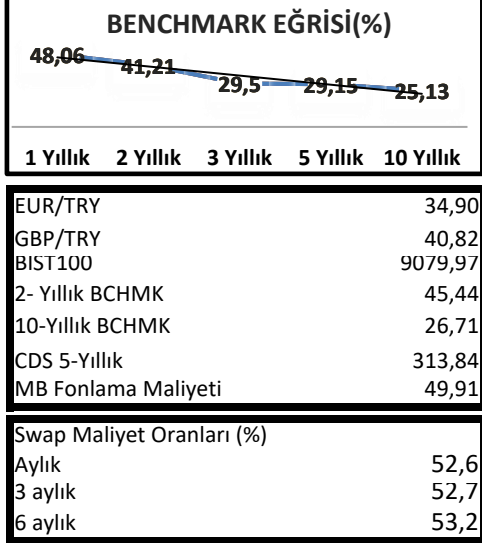 BENCHMARK EĞRİSİ(%)
48,06 41,21 29,5 29,15 25,13
1 Yıllık 2 Yıllık 3 Yıllık 5 Yıllık 10 Yıllık
EUR/TRY 34,90
GBP/TRY 40,82
BIST100 9079,97
2- Yıllık BCHMK 45,44
10-Yıllık BCHMK 26,71
CDS 5-Yıllık 313,84
MB Fonlama Maliyeti 49,91
Swap Maliyet Oranları (%)
Aylık 52,6
3 aylık 52,7
6 aylık 53,2